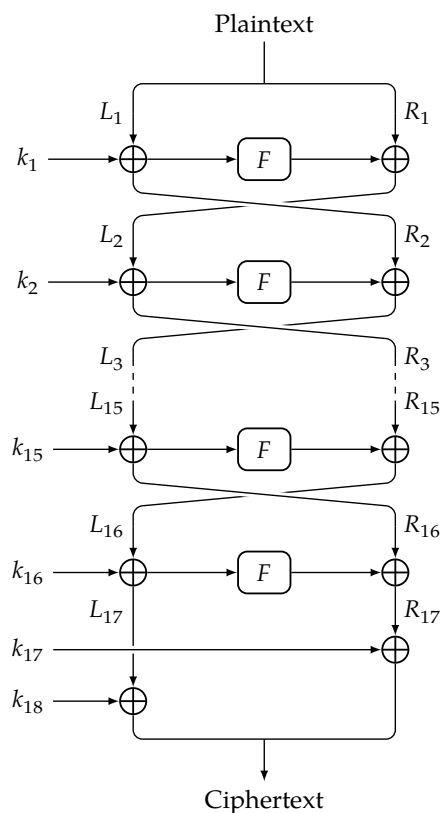 Plaintext
L₁ R₁
k₁ F
L₂ R₂
k₂ F
L₃ R₃
L₁₅ R₁₅
k₁₅ F
L₁₆ R₁₆
k₁₆ F
L₁₇ R₁₇
k₁₇
k₁₈
Ciphertext